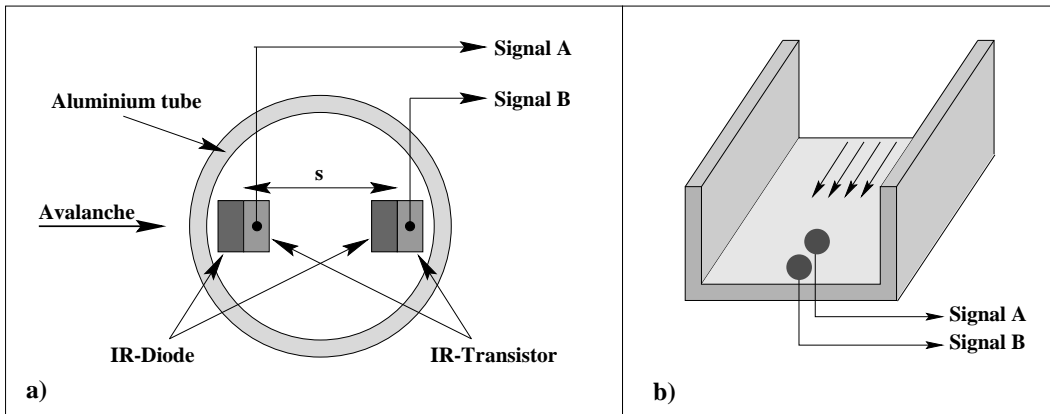 Signal A
Aluminium tube
Signal B
s
Avalanche
IR-Diode
IR-Transistor
a)
Signal A
Signal B
b)